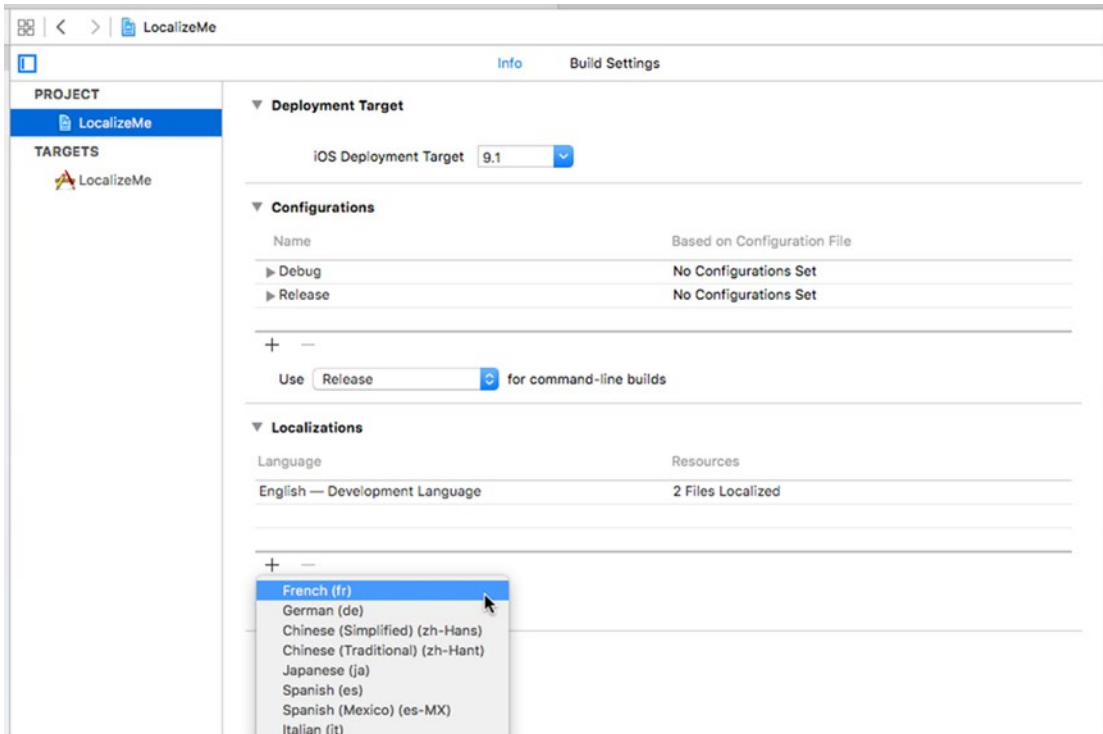 LocalizeMe
Info Build Settings
PROJECT
LocalizeMe
TARGETS
LocalizeMe
Deployment Target
iOS Deployment Target 9.1
Configurations
Name Based on Configuration File
Debug No Configurations Set
Release No Configurations Set
Use Release for command-line builds
Localizations
Language Resources
English — Development Language 2 Files Localized
French (fr)
German (de)
Chinese (Simplified) (zh-Hans)
Chinese (Traditional) (zh-Hant)
Japanese (ja)
Spanish (es)
Spanish (Mexico) (es-MX)
Italian (it)